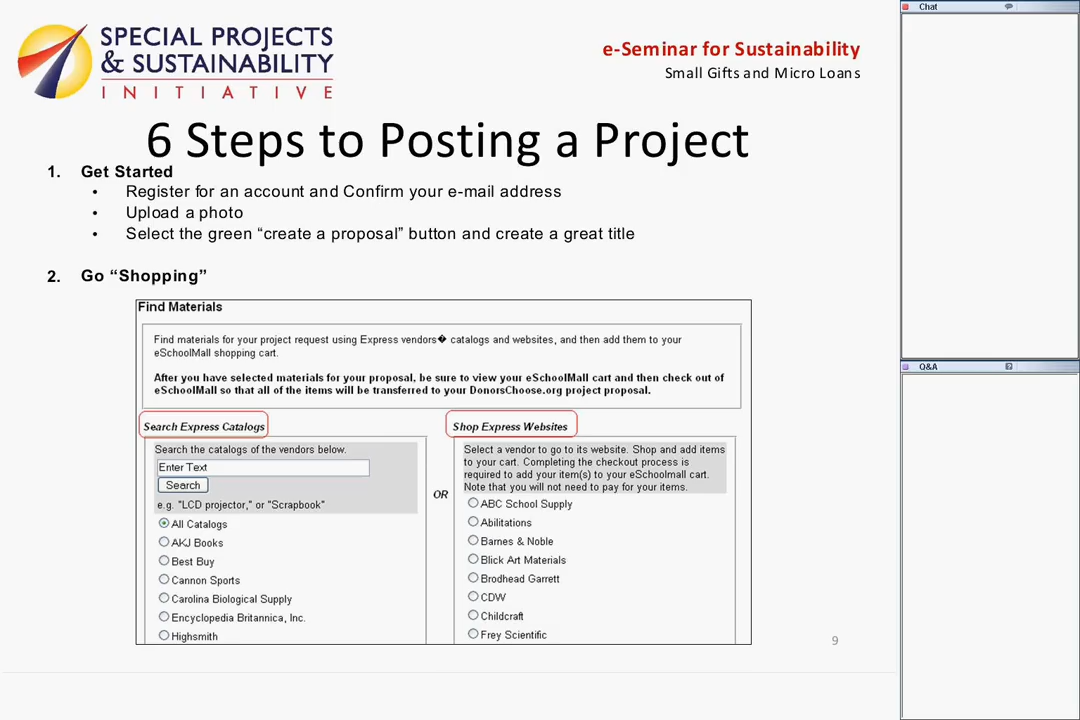 SPECIAL PROJECTS
& SUSTAINABILITY
INITIATIVE
e-Seminar for Sustainability
Small Gifts and Micro Loans
6 Steps to Posting a Project
1. Get Started
• Register for an account and Confirm your e-mail address
• Upload a photo
• Select the green “create a proposal” button and create a great title
2. Go “Shopping”
Find Materials
Find materials for your project request using Express vendors� catalogs and websites, and then add them to your
eSchoolMall shopping cart.
After you have selected materials for your proposal, be sure to view your eSchoolMall cart and then check out of
eSchoolMall so that all of the items will be transferred to your DonorsChoose.org project proposal.
Search Express Catalogs
Search the catalogs of the vendors below.
Enter Text
Search
e.g. "LCD projector," or "Scrapbook"
All Catalogs
AKJ Books
Best Buy
Cannon Sports
Carolina Biological Supply
Encyclopedia Britannica, Inc.
Highsmith
OR
Shop Express Websites
Select a vendor to go to its website. Shop and add items
to your cart. Completing the checkout process is
required to add your item(s) to your eSchoolmall cart.
Note that you will not need to pay for your items.
ABC School Supply
Abilitations
Barnes & Noble
Blick Art Materials
Brodhead Garrett
CDW
Childcraft
Frey Scientific
9
Chat
Q&A